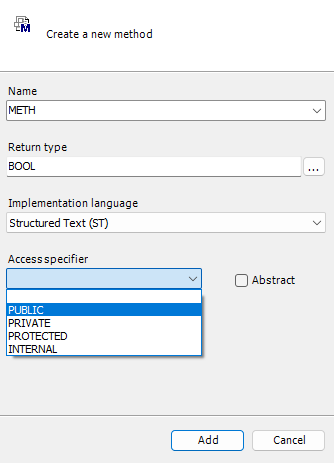 Create a new method
Name
METH
Return type
BOOL
...
Implementation language
Structured Text (ST)
Access specifier
Abstract
PUBLIC
PRIVATE
PROTECTED
INTERNAL
Add
Cancel